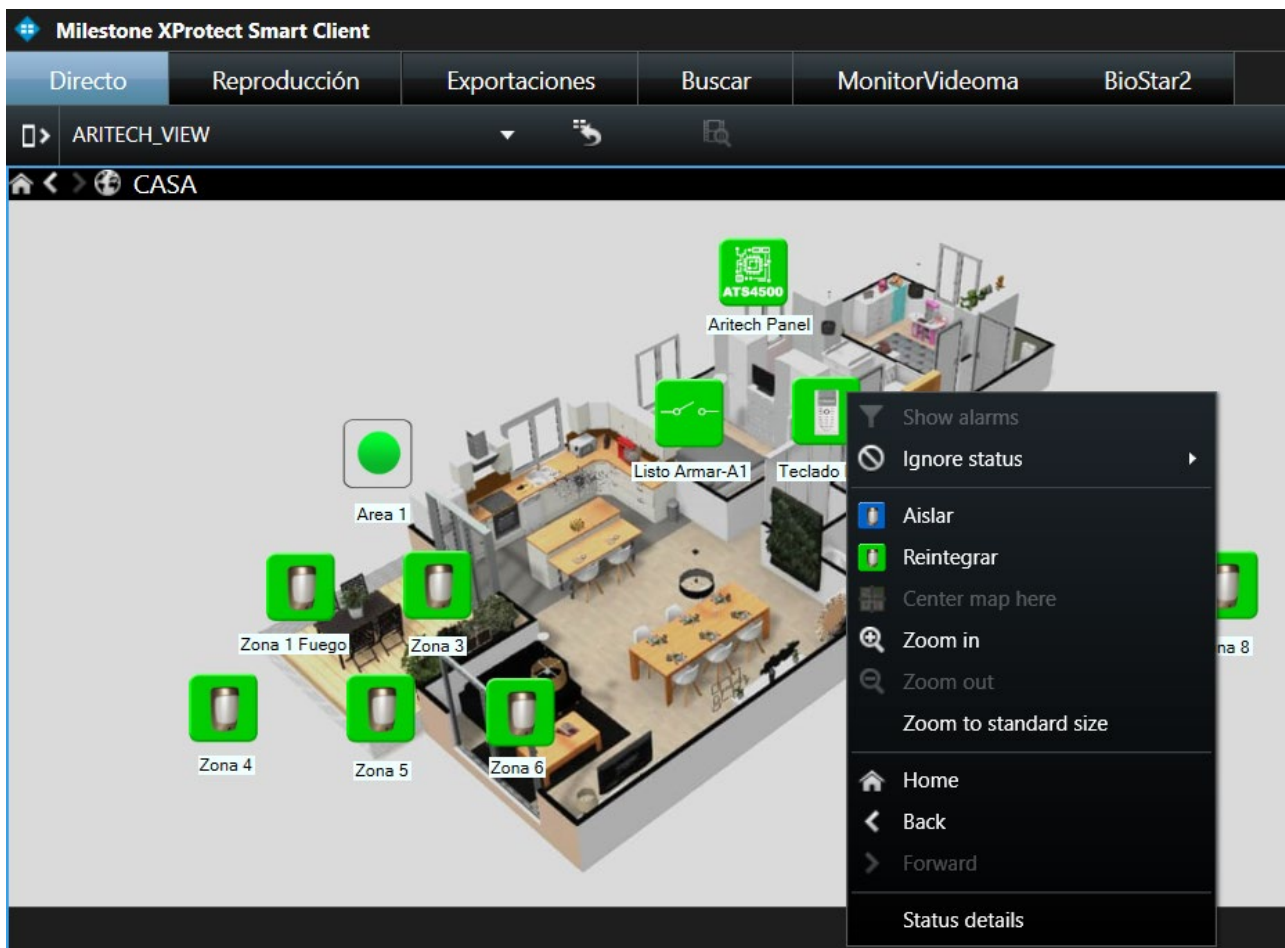 Milestone XProtect Smart Client
Directo Reproducción Exportaciones Buscar MonitorVideoma BioStar2
ARITECH_VIEW
CASA
ATS4500
Aritech Panel
Listo Armar-A1
Teclado
Area 1
Zona 1 Fuego
Zona 3
Zona 4
Zona 5
Zona 6
na 8
Show alarms
Ignore status
Aislar
Reintegrar
Center map here
Zoom in
Zoom out
Zoom to standard size
Home
Back
Forward
Status details